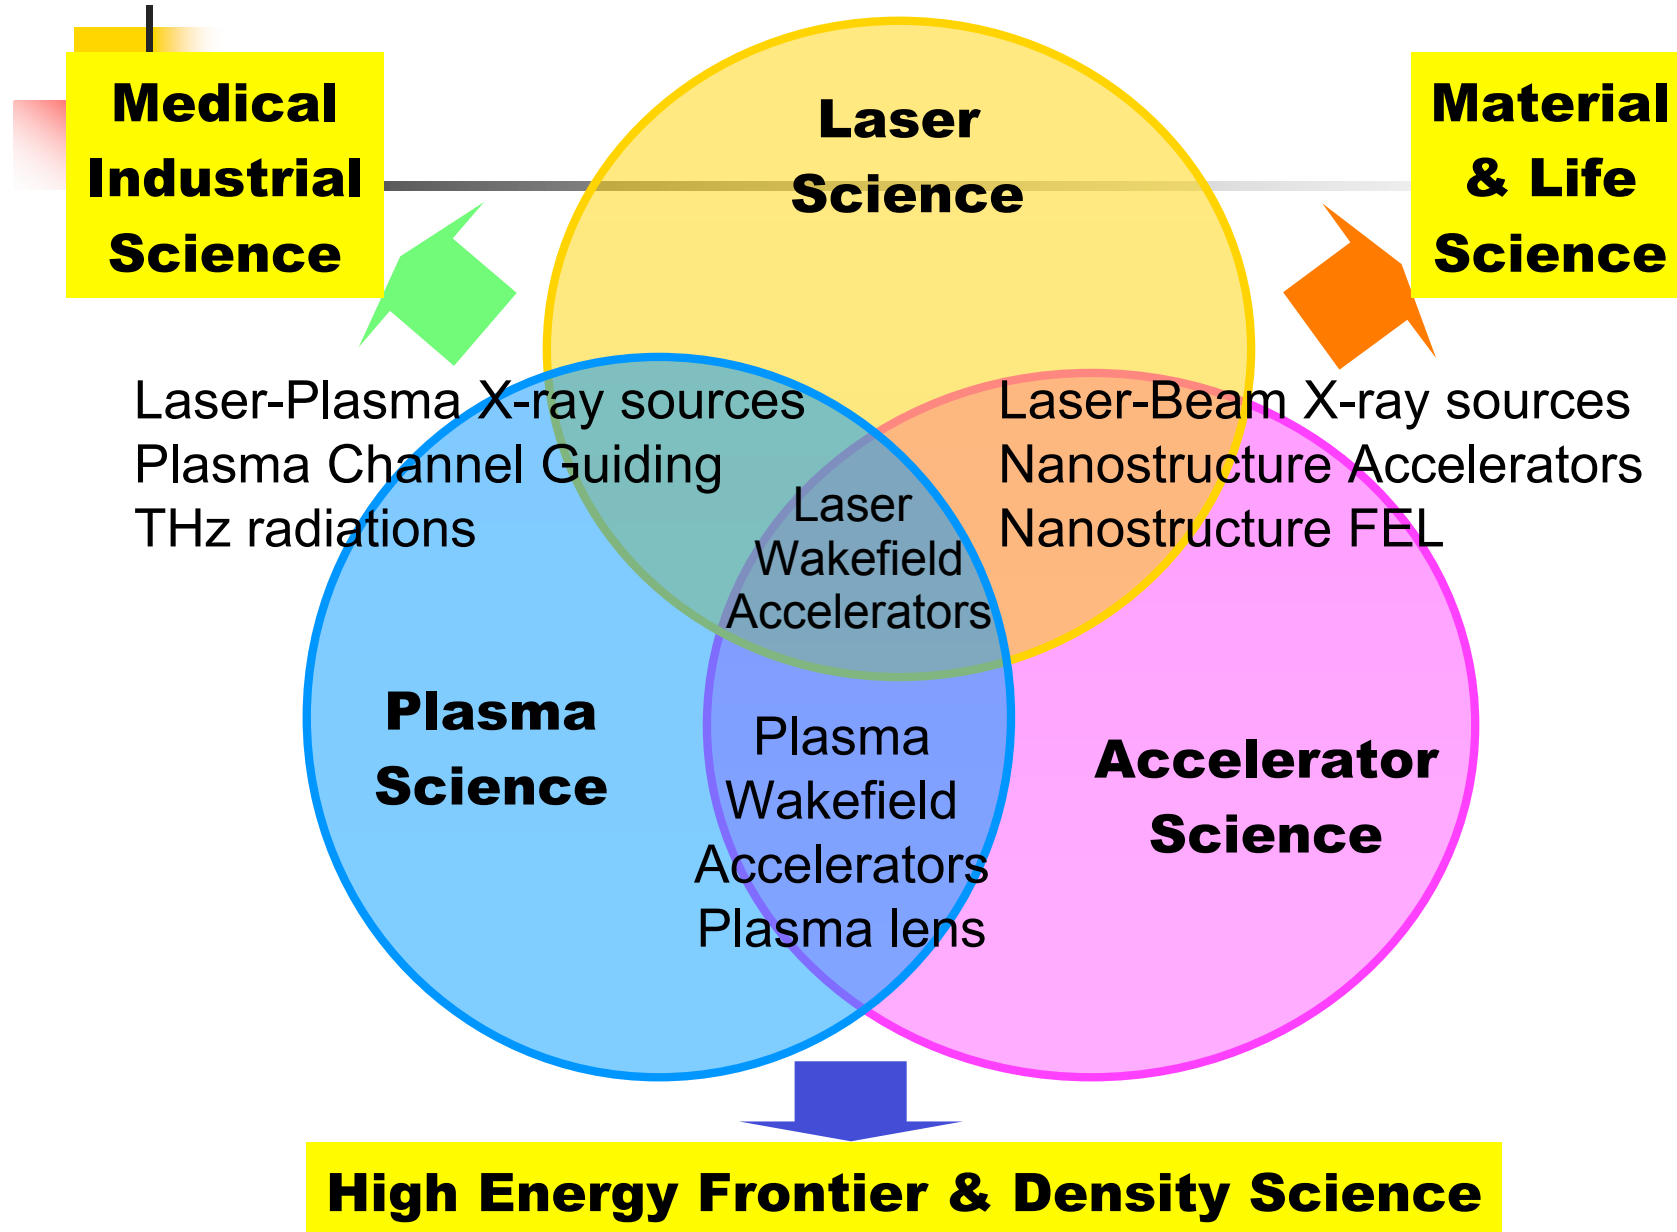 Medical
Industrial
Science
Laser
Science
Material
& Life
Science
Laser-Plasma X-ray sources
Plasma Channel Guiding
THz radiations
Laser-Beam X-ray sources
Nanostructure Accelerators
Nanostructure FEL
Laser
Wakefield
Accelerators
Plasma
Science
Plasma
Wakefield
Accelerators
Plasma lens
Accelerator
Science
High Energy Frontier & Density Science